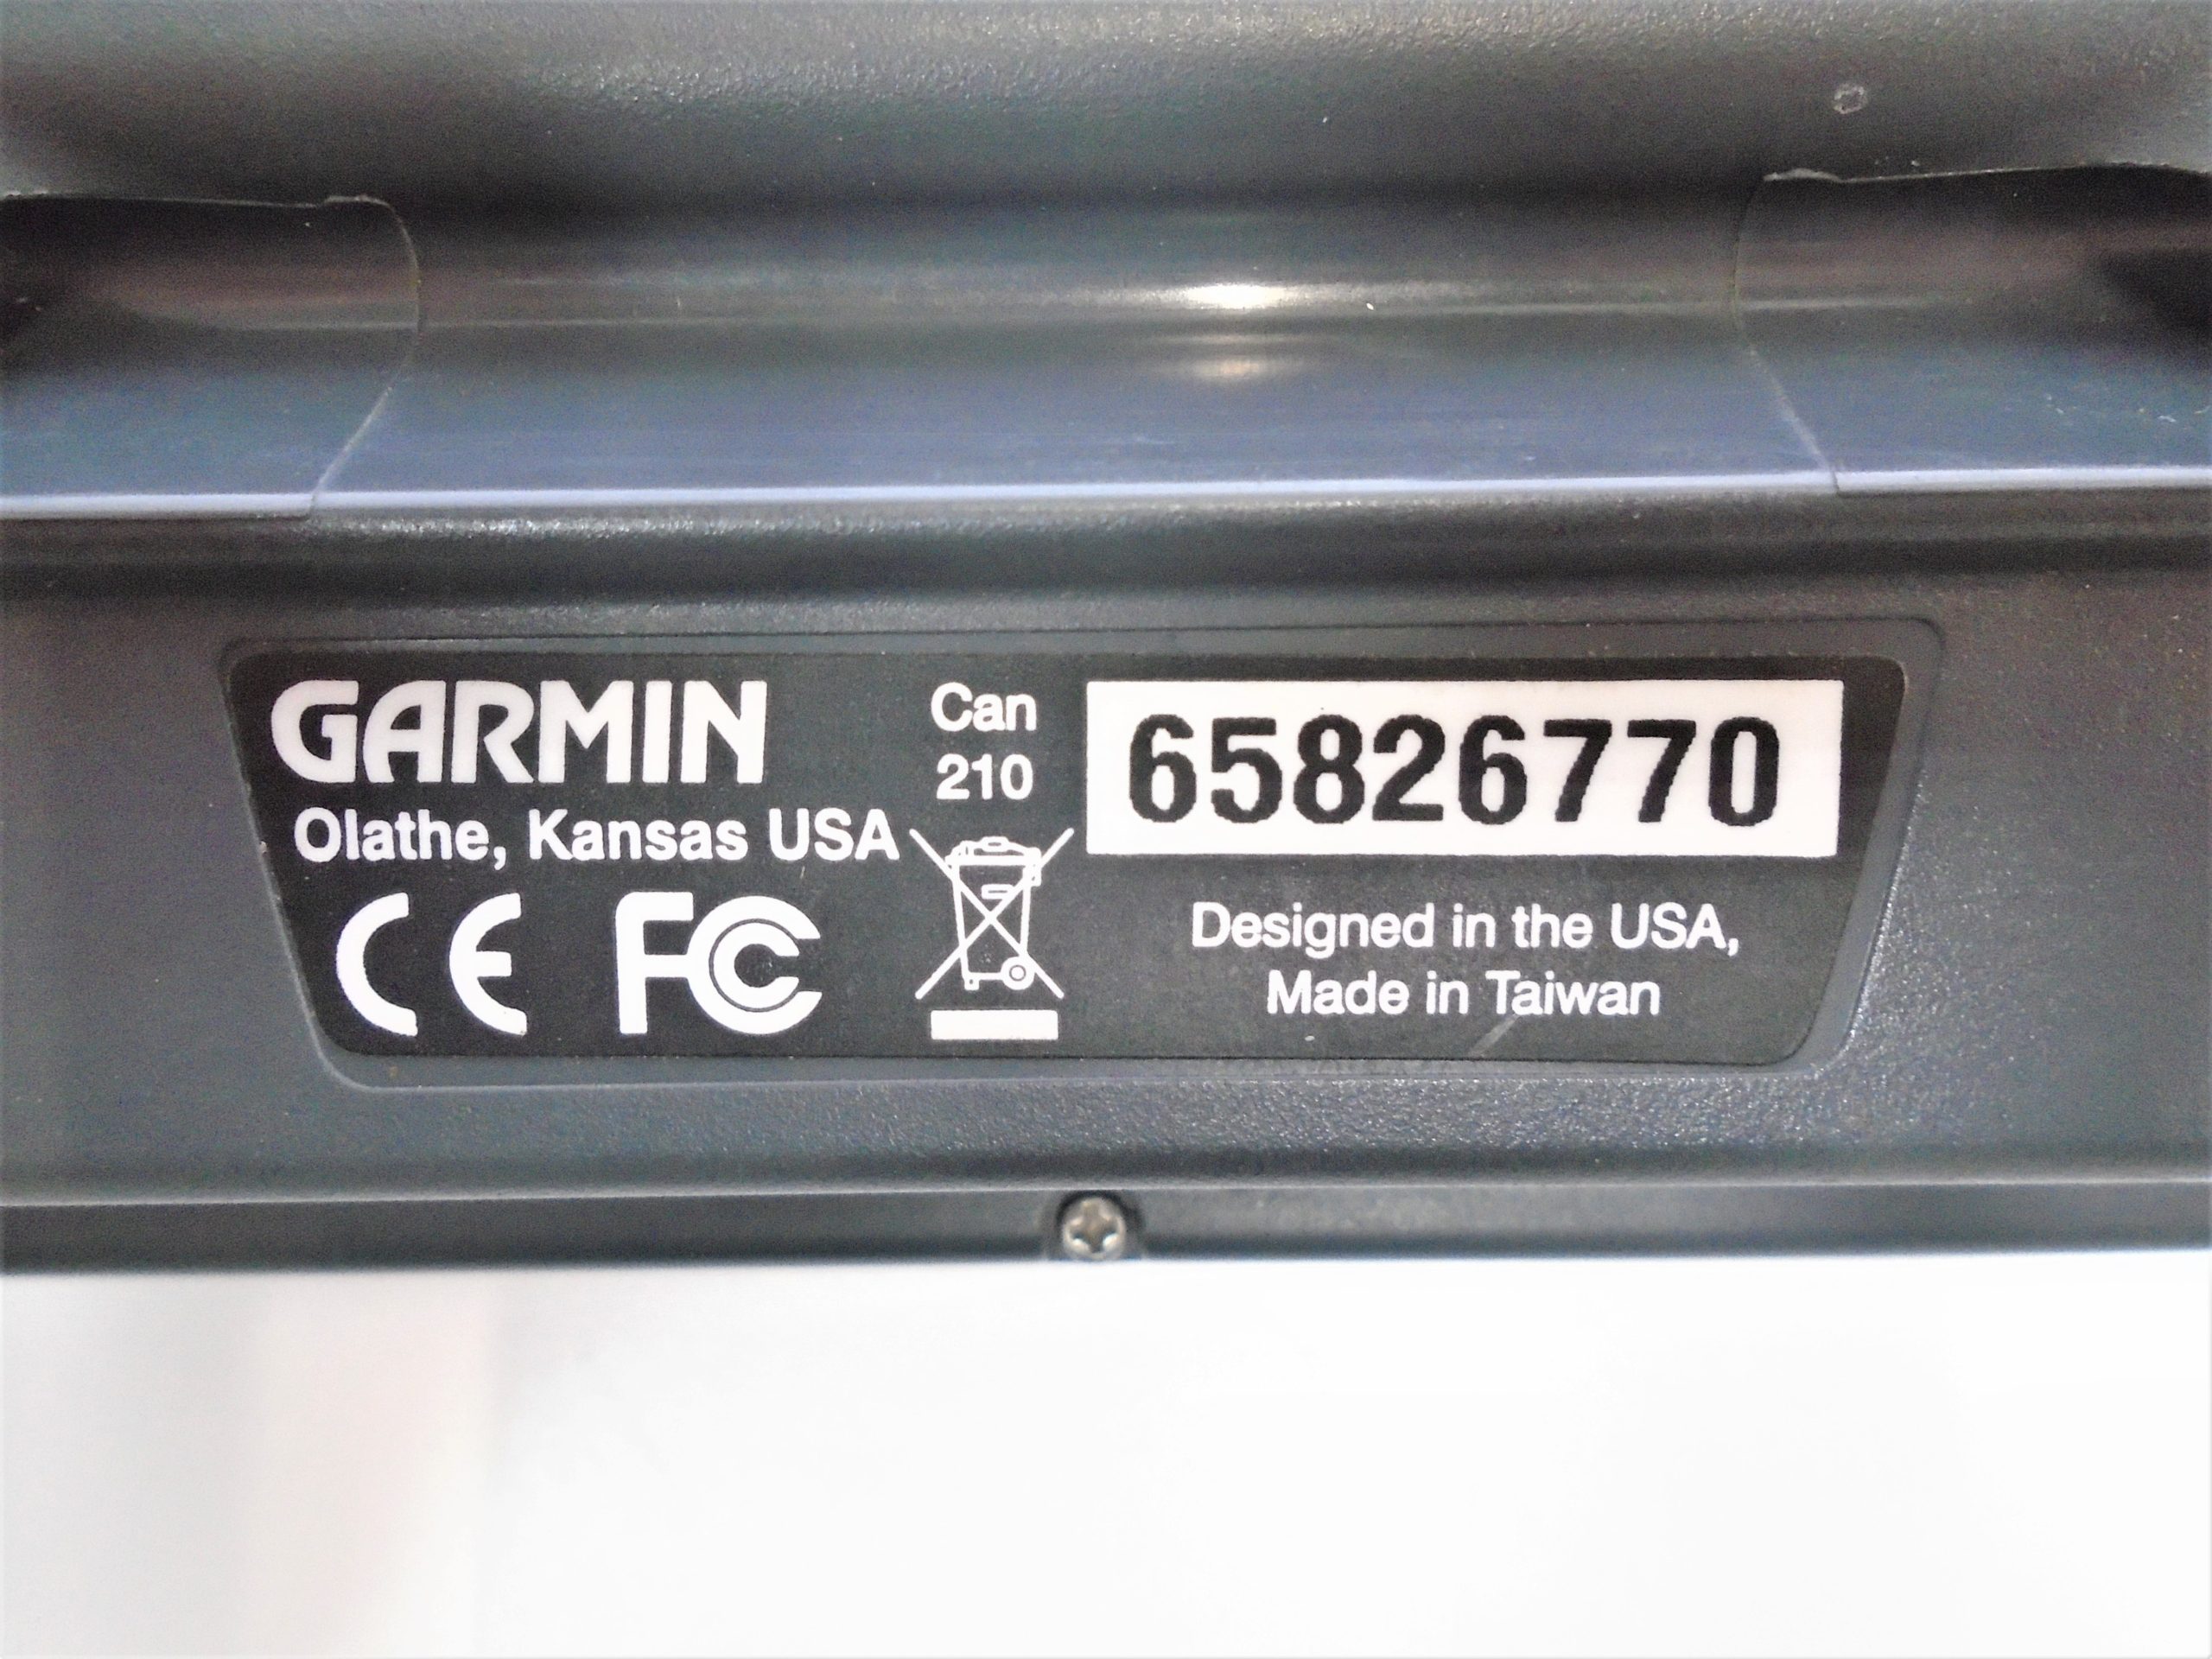 GARMIN
Olathe, Kansas USA
CE FC
Can
210
65826770
Designed in the USA,
Made in Taiwan